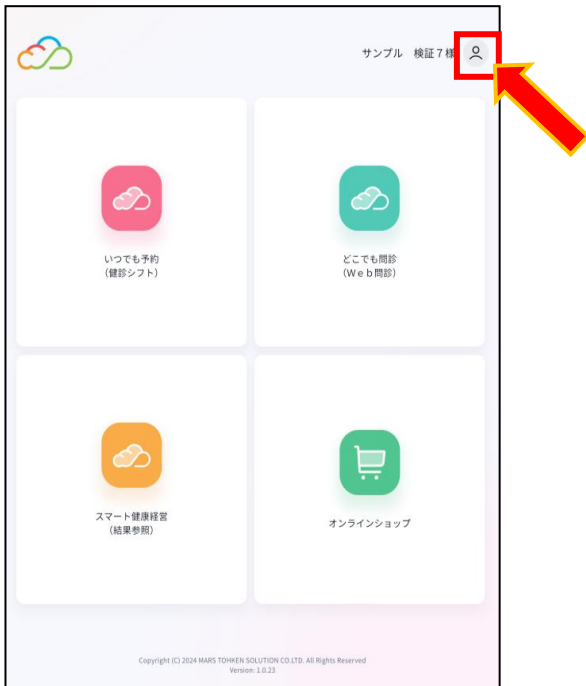 サンプル　検証７様
いつでも予約
（健診シフト）
どこでも問診
（Ｗｅｂ問診）
スマート健康経営
（結果参照）
オンラインショップ
Copyright (C) 2024 MARS TOHKEN SOLUTION CO.LTD. All Rights Reserved
Version: 1.0.23